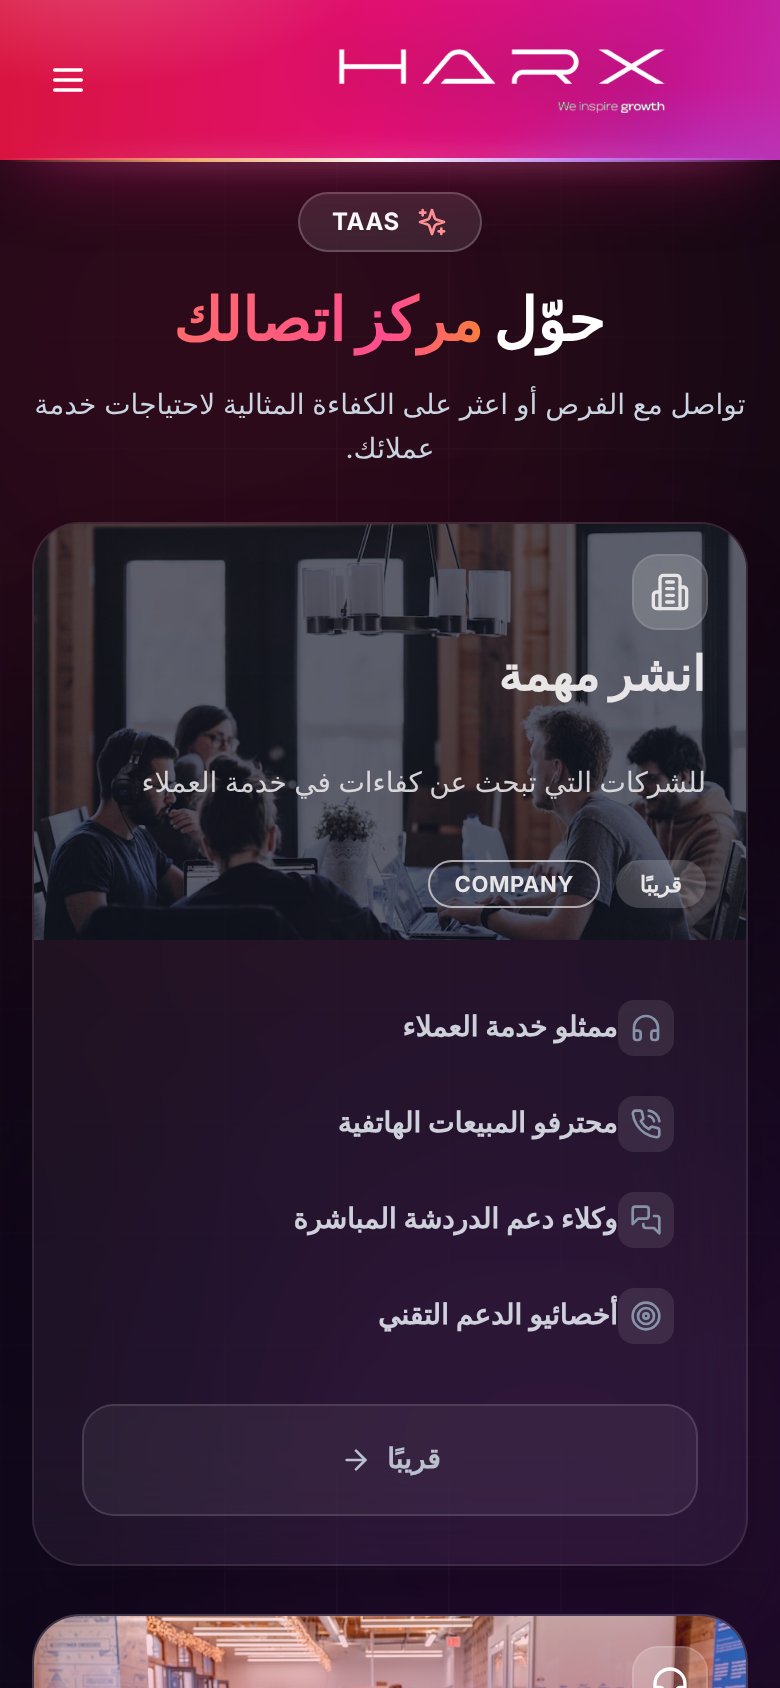 HARX
We inspire growth
TAAS
حوّل مركز اتصالك
تواصل مع الفرص أو اعثر على الكفاءة المثالية لاحتياجات خدمة
عملائك.
انشر مهمة
للشركات التي تبحث عن كفاءات في خدمة العملاء
قريبًا
COMPANY
ممثلو خدمة العملاء
محترفو المبيعات الهاتفية
وكلاء دعم الدردشة المباشرة
أخصائيو الدعم التقني
قريبًا